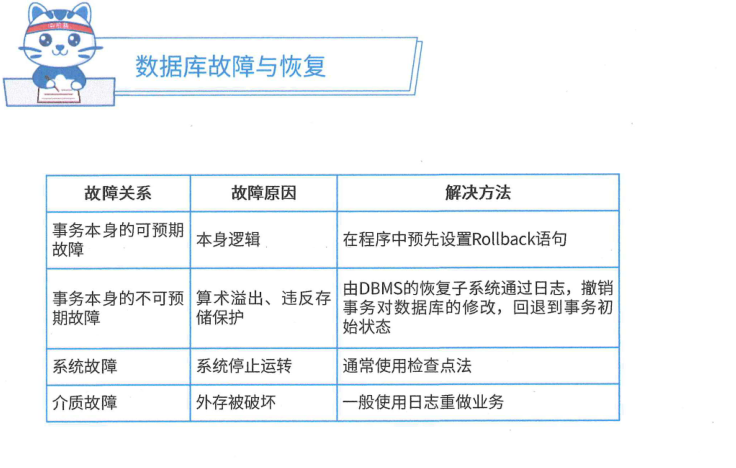 数据库故障与恢复
故障关系 故障原因 解决方法
事务本身的可预期
故障
本身逻辑
在程序中预先设置Rollback语句
事务本身的不可预
期故障
算术溢出、违反存
储保护
由DBMS的恢复子系统通过日志，撤销
事务对数据库的修改，回退到事务初
始状态
系统故障 系统停止运转 通常使用检查点法
介质故障 外存被破坏 一般使用日志重做业务